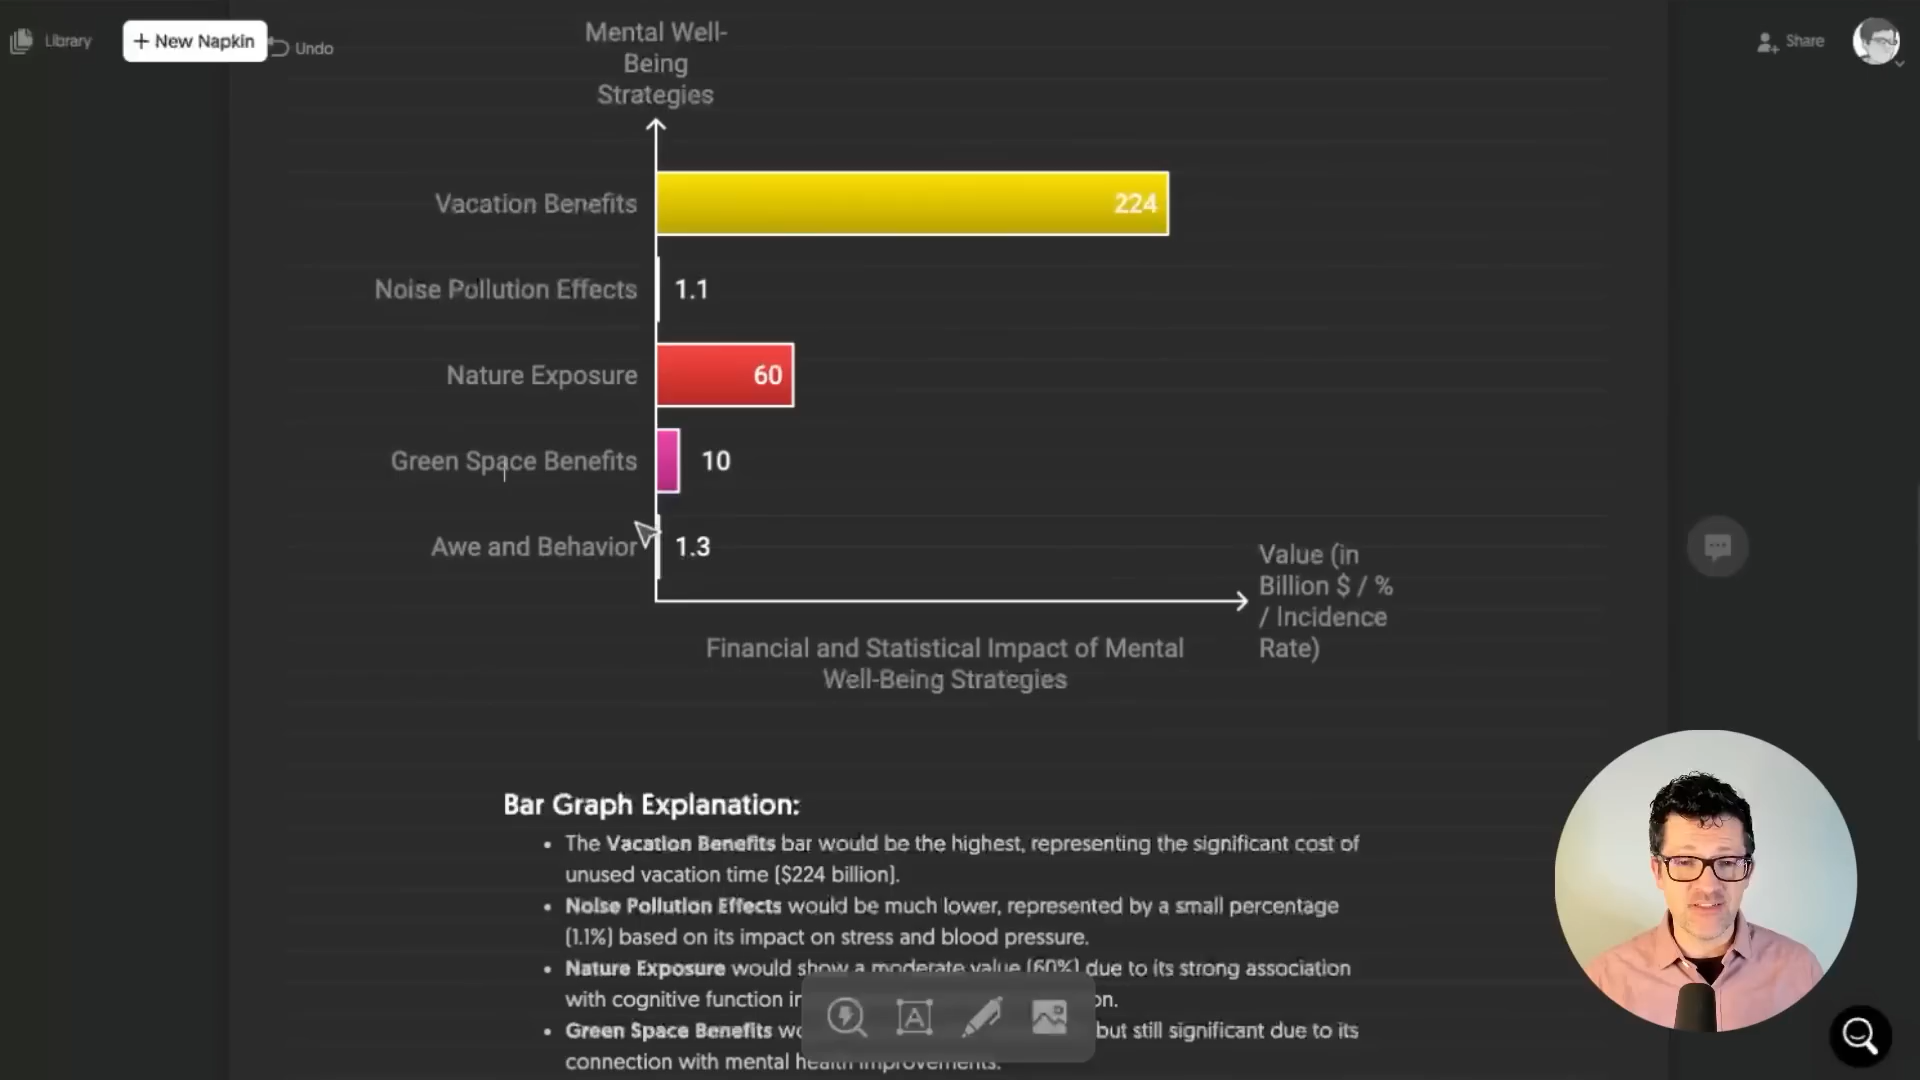 Library
+ New Napkin
Undo
Share
Mental Well-
Being
Strategies
Vacation Benefits
224
Noise Pollution Effects
1.1
Nature Exposure
60
Green Space Benefits
10
Awe and Behavior
1.3
Value (in
Billion $ / %
/ Incidence
Rate)
Financial and Statistical Impact of Mental
Well-Being Strategies
Bar Graph Explanation:
• The Vacation Benefits bar would be the highest, representing the significant cost of
unused vacation time ($224 billion).
• Noise Pollution Effects would be much lower, represented by a small percentage
(1.1%) based on its impact on stress and blood pressure.
• Nature Exposure would show a moderate value (60%) due to its strong association
with cognitive function
• Green Space Benefits but still significant due to its
connection with mental health improvements.